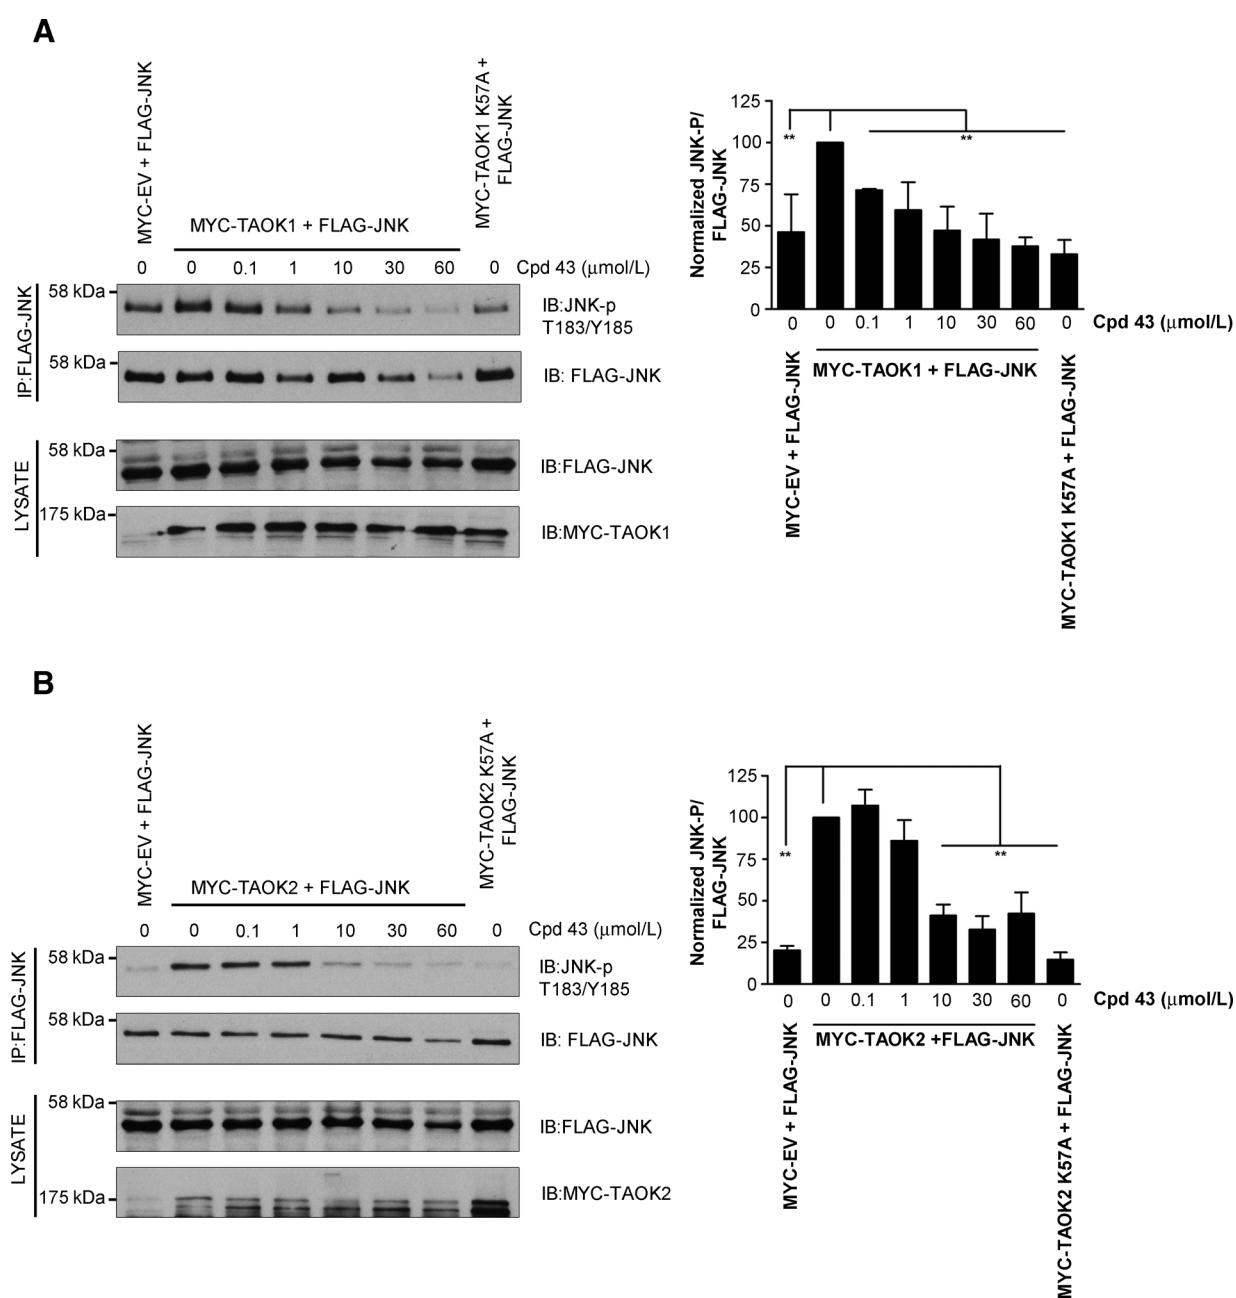 A
MYC-EV + FLAG-JNK
MYC-TAOK1 + FLAG-JNK
MYC-TAOK1 K57A +
FLAG-JNK
0 0 0.1 1 10 30 60 0 Cpd 43 (μmol/L)
IP:FLAG-JNK
58 kDa
IB:JNK-p
T183/Y185
58 kDa
IB: FLAG-JNK
LYSATE
58 kDa
IB:FLAG-JNK
175 kDa
IB:MYC-TAOK1
Normalized JNK-P/
FLAG-JNK
125
100
75
50
25
0
** **
0 0 0.1 1 10 30 60 0 Cpd 43 (μmol/L)
MYC-EV + FLAG-JNK
MYC-TAOK1 + FLAG-JNK
MYC-TAOK1 K57A + FLAG-JNK
B
MYC-EV + FLAG-JNK
MYC-TAOK2 + FLAG-JNK
MYC-TAOK2 K57A +
FLAG-JNK
0 0 0.1 1 10 30 60 0 Cpd 43 (μmol/L)
IP:FLAG-JNK
58 kDa
IB:JNK-p
T183/Y185
58 kDa
IB: FLAG-JNK
LYSATE
58 kDa
IB:FLAG-JNK
175 kDa
IB:MYC-TAOK2
Normalized JNK-P/
FLAG-JNK
125
100
75
50
25
0
** **
0 0 0.1 1 10 30 60 0 Cpd 43 (μmol/L)
MYC-EV + FLAG-JNK
MYC-TAOK2 +FLAG-JNK
MYC-TAOK2 K57A + FLAG-JNK